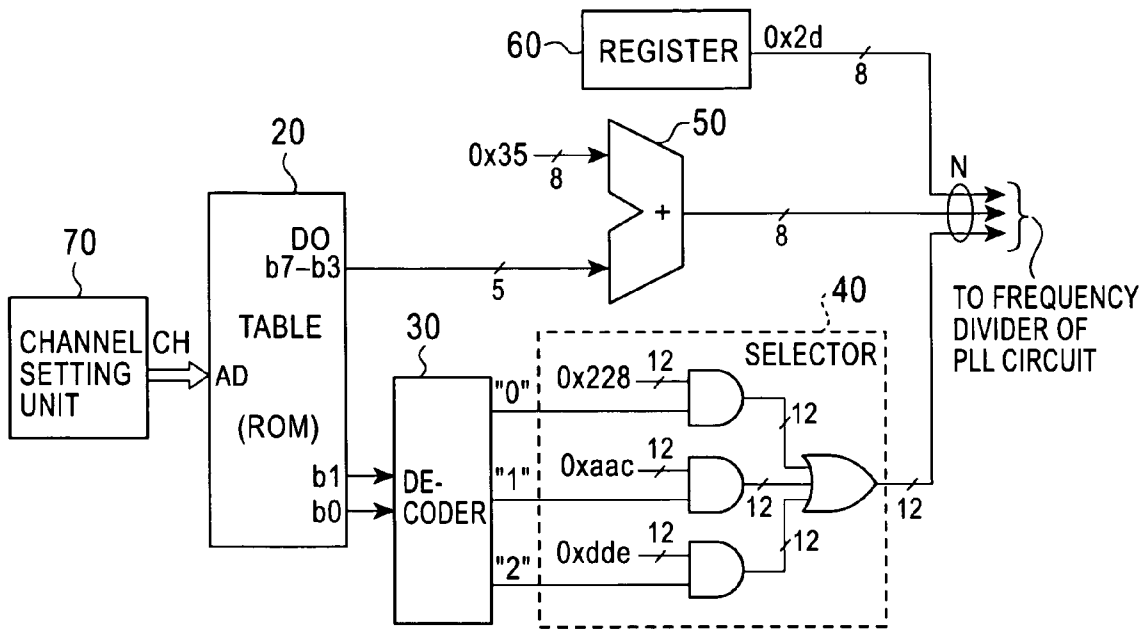 60
REGISTER
0x2d
8
50
0x35
8
+
8
N
20
DO
b7–b3
5
70
CHANNEL
SETTING
UNIT
CH
AD
TABLE
(ROM)
b1
b0
30
DE-
CODER
"0"
"1"
"2"
40
SELECTOR
0x228
12
12
0xaac
12
12
0xdde
12
12
12
TO FREQUENCY
DIVIDER OF
PLL CIRCUIT